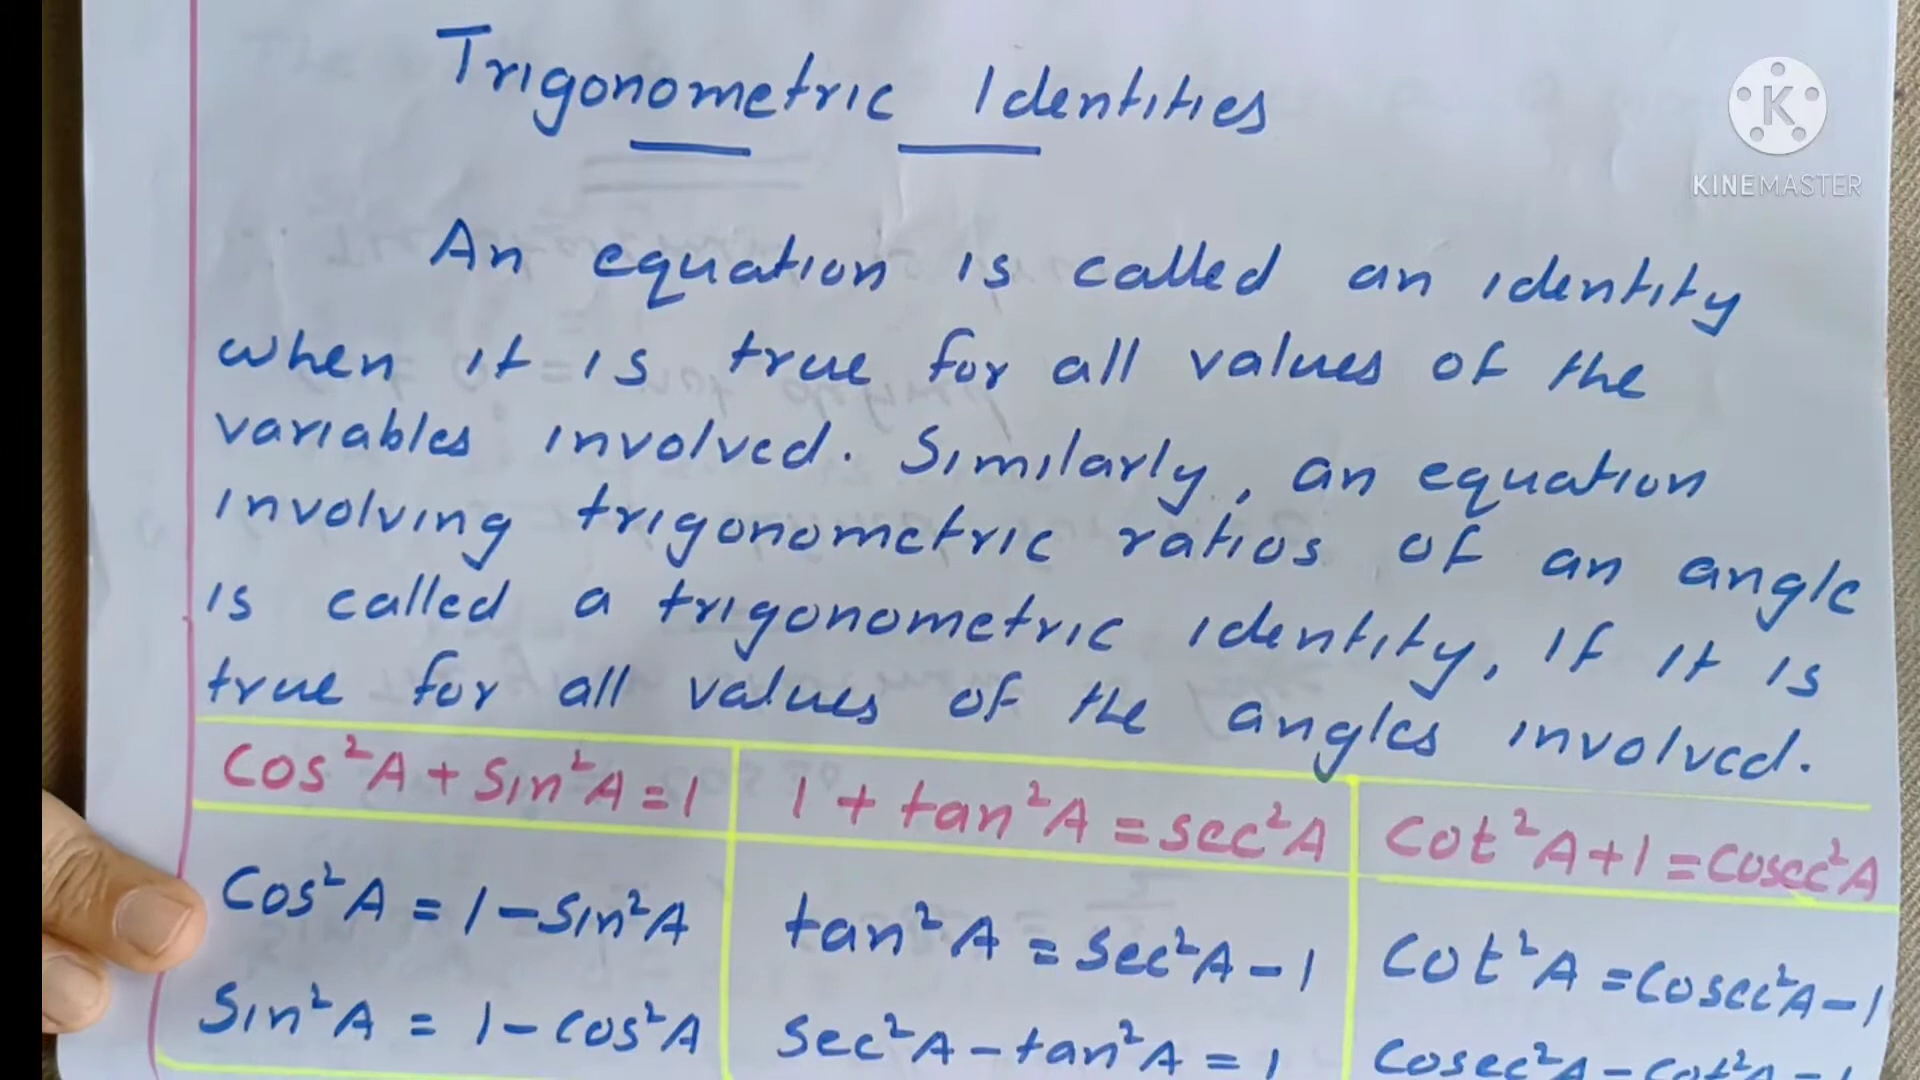 Trigonometric Identities
KINEMASTER
An equation is called an identity
when it is true for all values of the
variables involved. Similarly, an equation
involving trigonometric ratios of an angle
is called a trigonometric identity, if it is
true for all values of the angles involved.
Cos²A + Sin²A = 1 1 + tan²A = sec²A Cot²A + 1 = Cosec²A
Cos²A = 1 - Sin²A tan²A = Sec²A - 1 Cot²A = Cosec²A - 1
Sin²A = 1 - Cos²A Sec²A - tan²A = 1 Cosec²A - Cot²A = 1